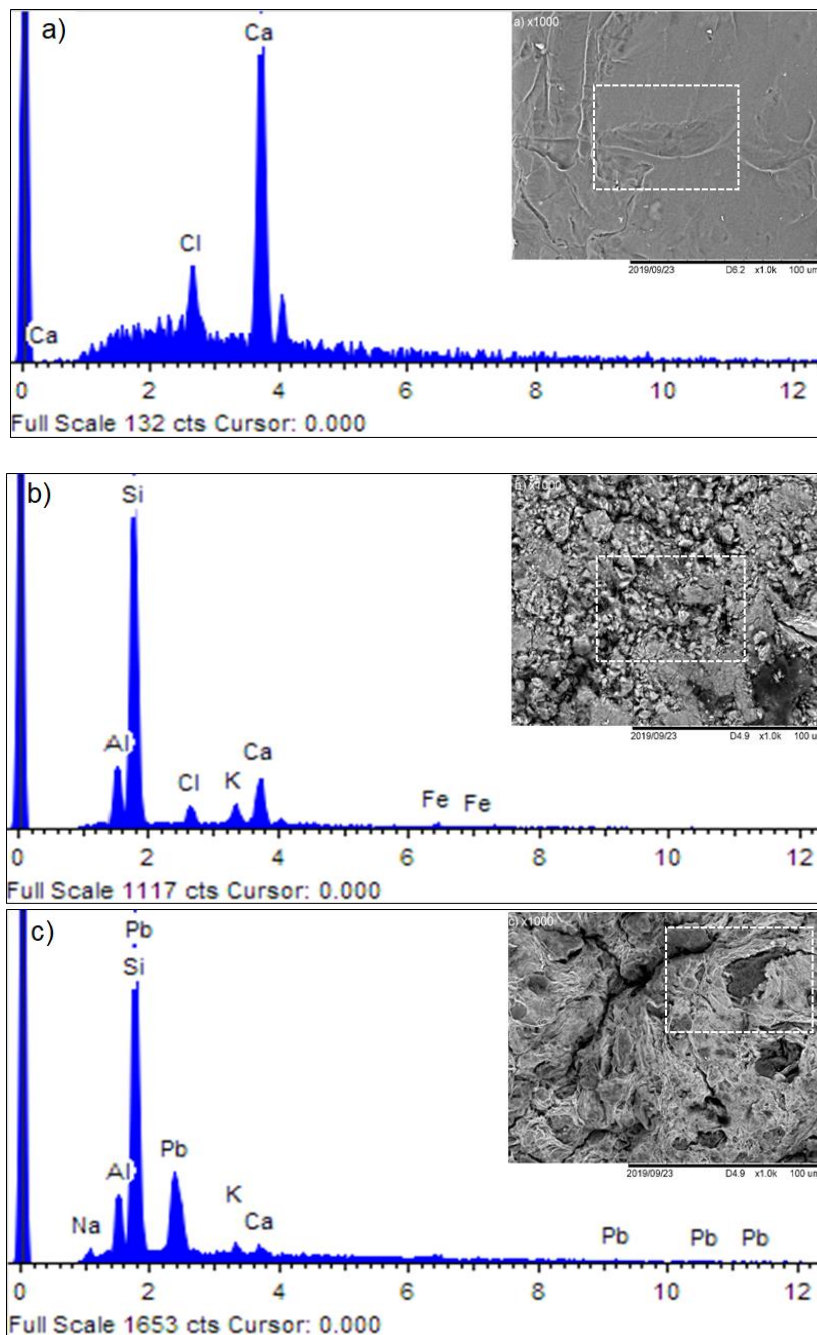 a)
Ca
Cl
Ca
a) x1000
2019/09/23 D6.2 x1.0k 100 um
0 2 4 6 8 10 12
Full Scale 132 cts Cursor: 0.000
b)
Si
Al
Cl
K
Ca
Fe
Fe
x1000
2019/09/23 D4.9 x1.0k 100 um
0 2 4 6 8 10 12
Full Scale 1117 cts Cursor: 0.000
c)
Pb
Si
Na
Al
Pb
K
Ca
Pb
Pb
Pb
c) x1000
2019/09/23 D4.9 x1.0k 100 um
0 2 4 6 8 10 12
Full Scale 1653 cts Cursor: 0.000